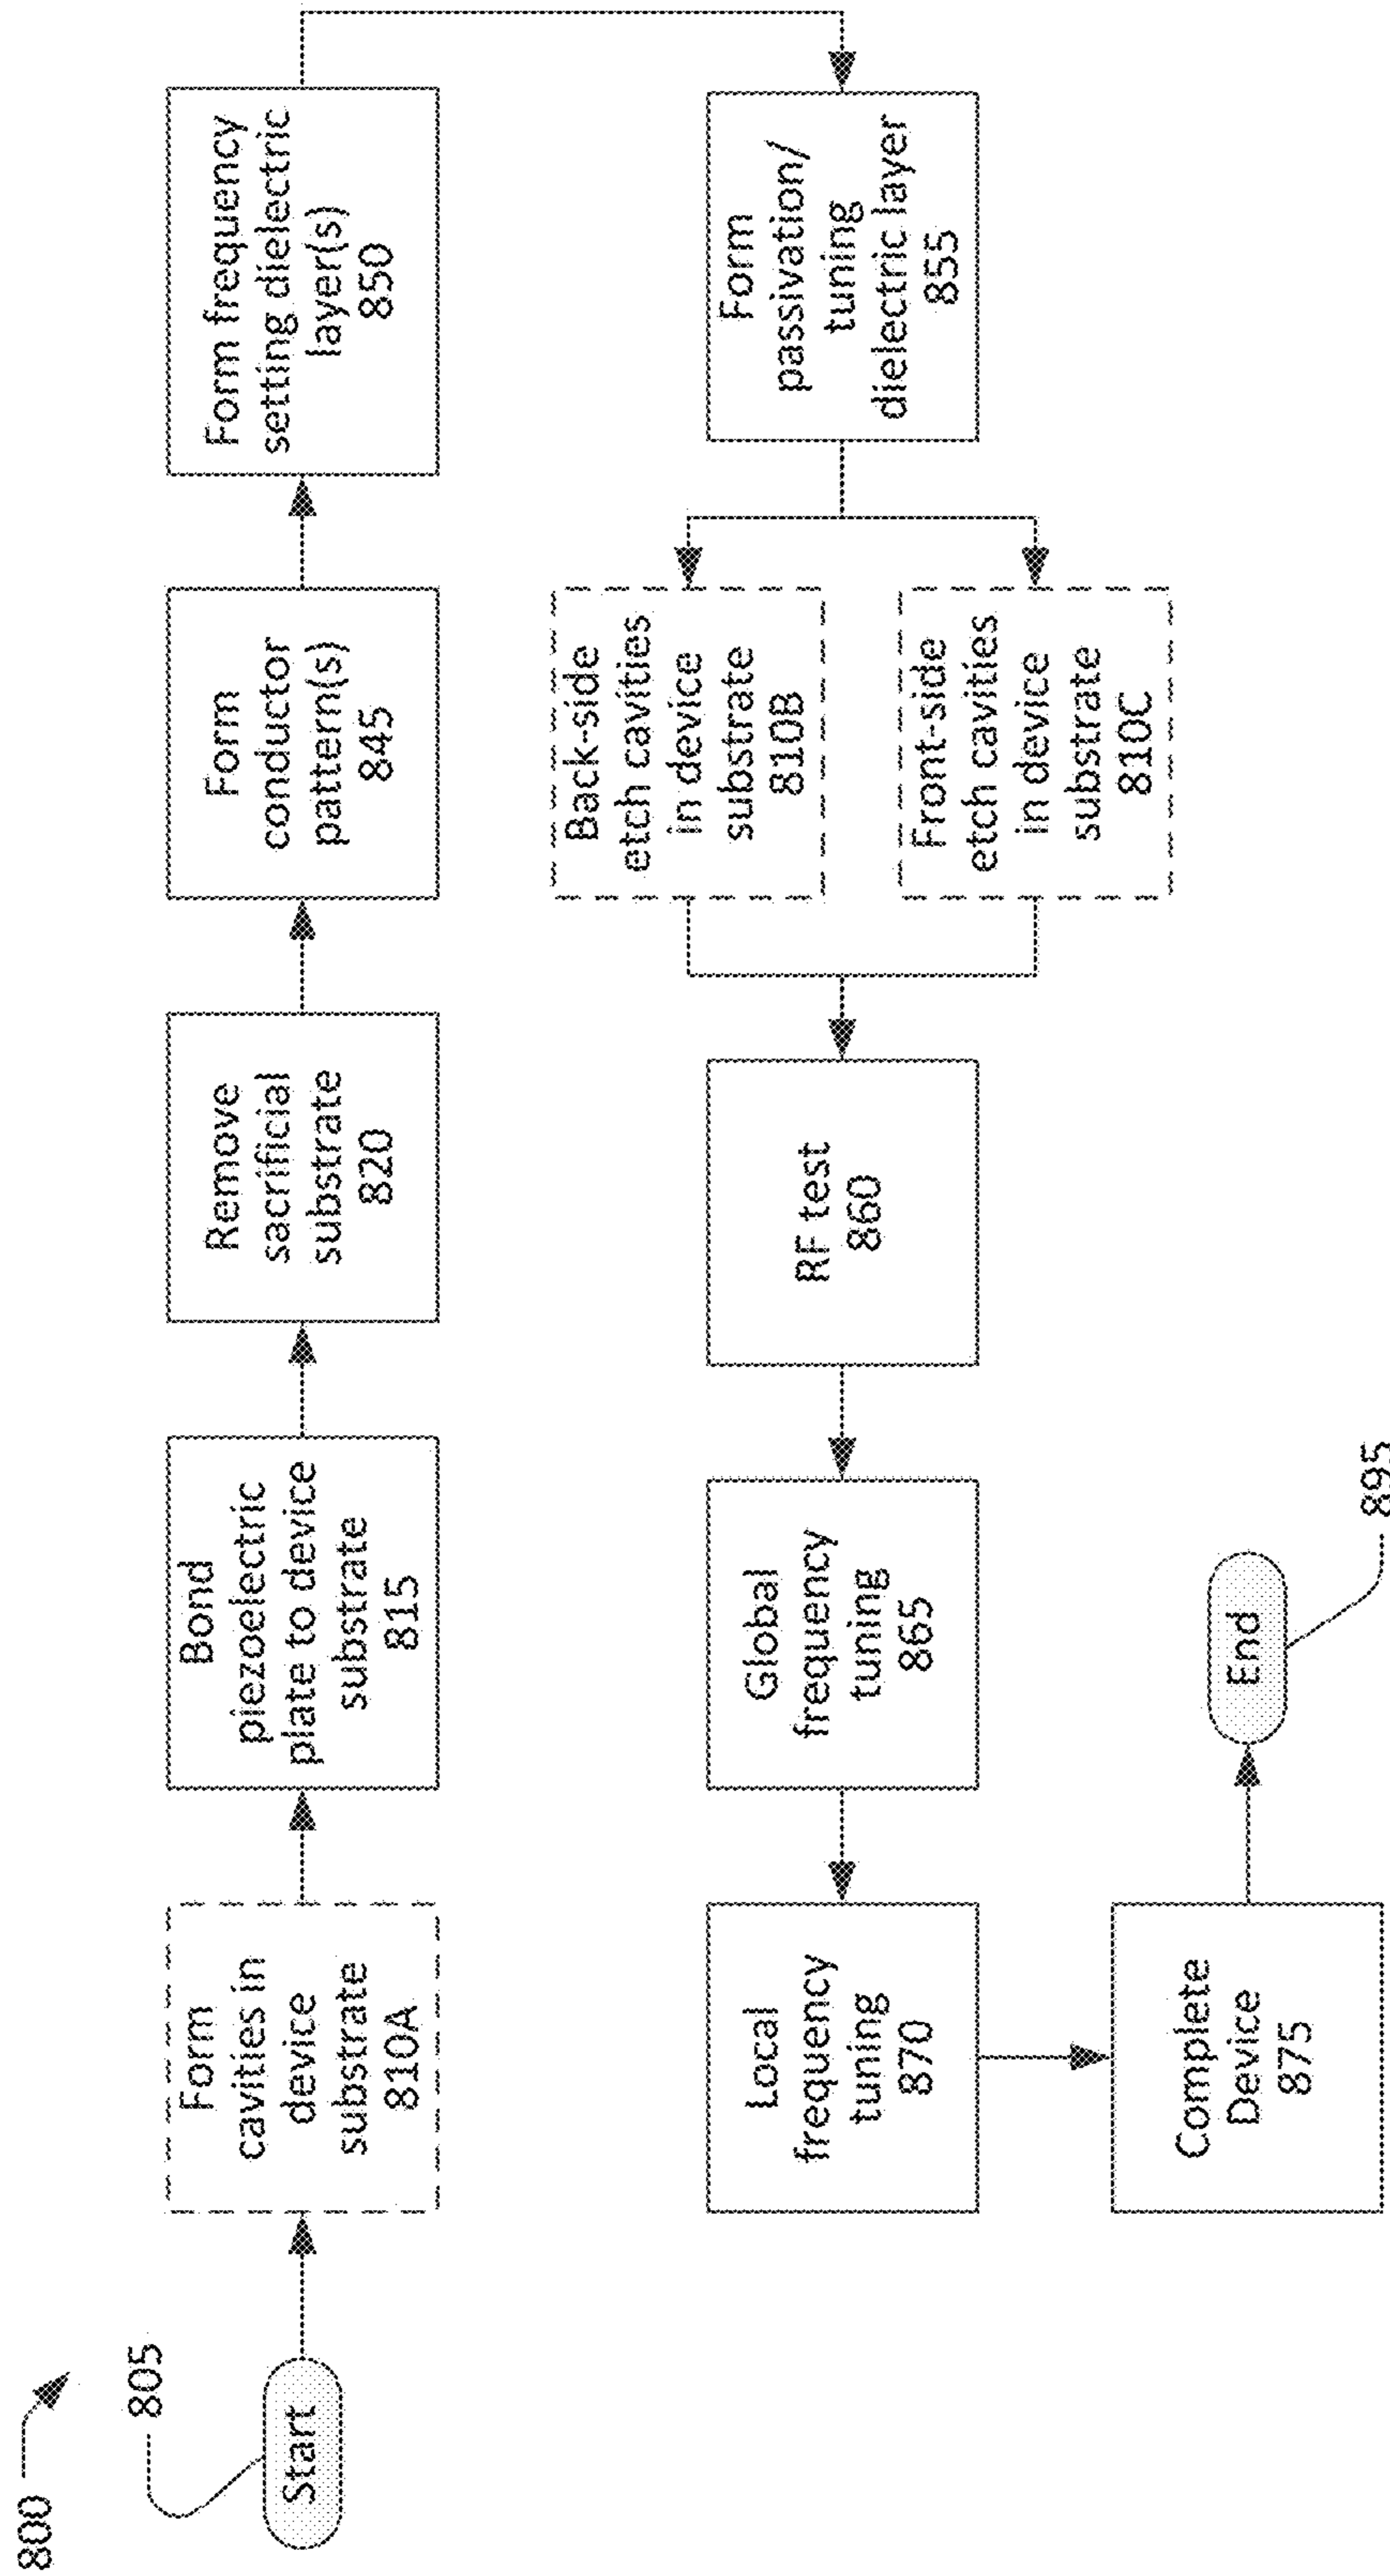 800
805
Start
Form
cavities in
device
substrate
810A
Bond
piezoelectric
plate to device
substrate
815
Remove
sacrificial
substrate
820
Form
conductor
pattern(s)
845
Form frequency
setting dielectric
layer(s)
850
Form
passivation/
tuning
dielectric layer
855
Back-side
etch cavities
in device
substrate
810B
Front-side
etch cavities
in device
substrate
810C
RF test
860
Global
frequency
tuning
865
Local
frequency
tuning
870
Complete
Device
875
End
895